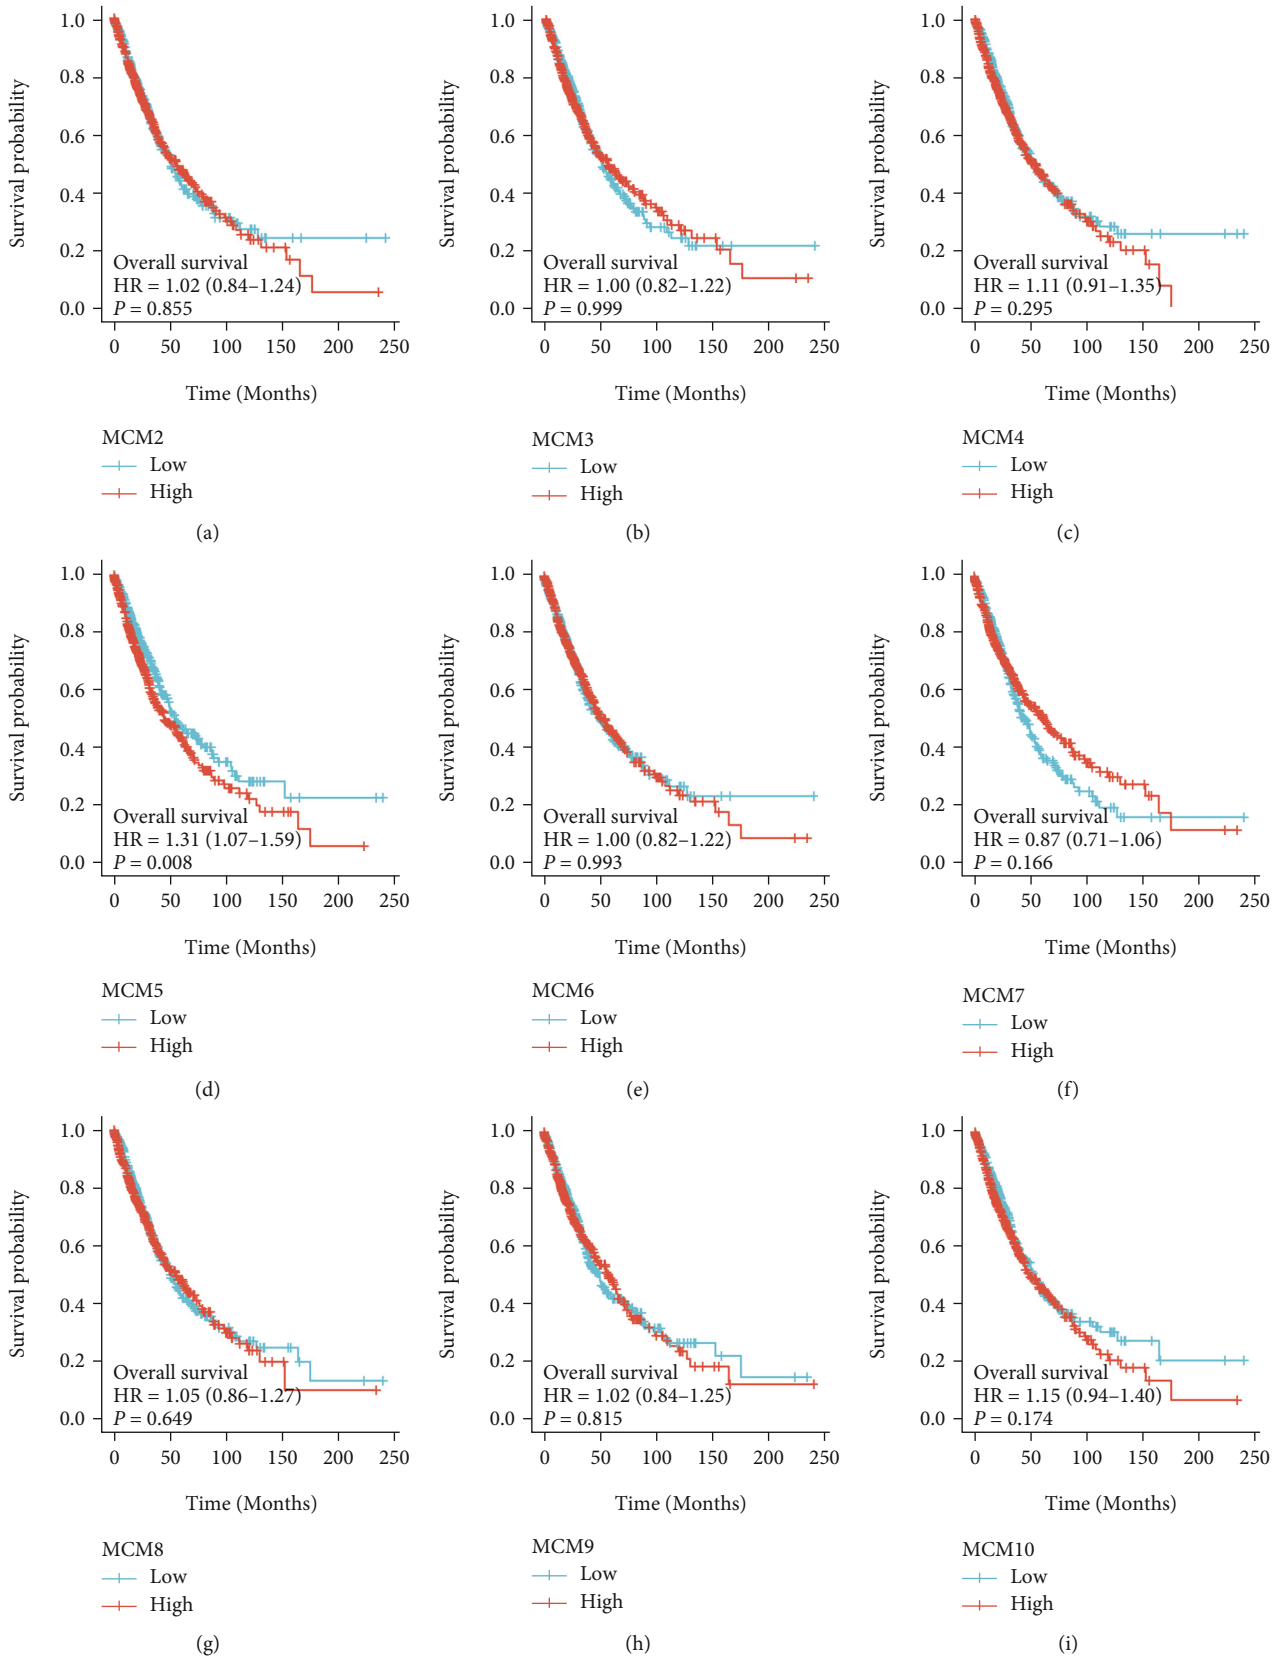 Survival probability
1.0
0.8
0.6
0.4
0.2
0.0
Overall survival
HR = 1.02 (0.84–1.24)
P = 0.855
0 50 100 150 200 250
Time (Months)
MCM2
Low
High
(a)
Survival probability
1.0
0.8
0.6
0.4
0.2
0.0
Overall survival
HR = 1.00 (0.82–1.22)
P = 0.999
0 50 100 150 200 250
Time (Months)
MCM3
Low
High
(b)
Survival probability
1.0
0.8
0.6
0.4
0.2
0.0
Overall survival
HR = 1.11 (0.91–1.35)
P = 0.295
0 50 100 150 200 250
Time (Months)
MCM4
Low
High
(c)
Survival probability
1.0
0.8
0.6
0.4
0.2
0.0
Overall survival
HR = 1.31 (1.07–1.59)
P = 0.008
0 50 100 150 200 250
Time (Months)
MCM5
Low
High
(d)
Survival probability
1.0
0.8
0.6
0.4
0.2
0.0
Overall survival
HR = 1.00 (0.82–1.22)
P = 0.993
0 50 100 150 200 250
Time (Months)
MCM6
Low
High
(e)
Survival probability
1.0
0.8
0.6
0.4
0.2
0.0
Overall survival
HR = 0.87 (0.71–1.06)
P = 0.166
0 50 100 150 200 250
Time (Months)
MCM7
Low
High
(f)
Survival probability
1.0
0.8
0.6
0.4
0.2
0.0
Overall survival
HR = 1.05 (0.86–1.27)
P = 0.649
0 50 100 150 200 250
Time (Months)
MCM8
Low
High
(g)
Survival probability
1.0
0.8
0.6
0.4
0.2
0.0
Overall survival
HR = 1.02 (0.84–1.25)
P = 0.815
0 50 100 150 200 250
Time (Months)
MCM9
Low
High
(h)
Survival probability
1.0
0.8
0.6
0.4
0.2
0.0
Overall survival
HR = 1.15 (0.94–1.40)
P = 0.174
0 50 100 150 200 250
Time (Months)
MCM10
Low
High
(i)